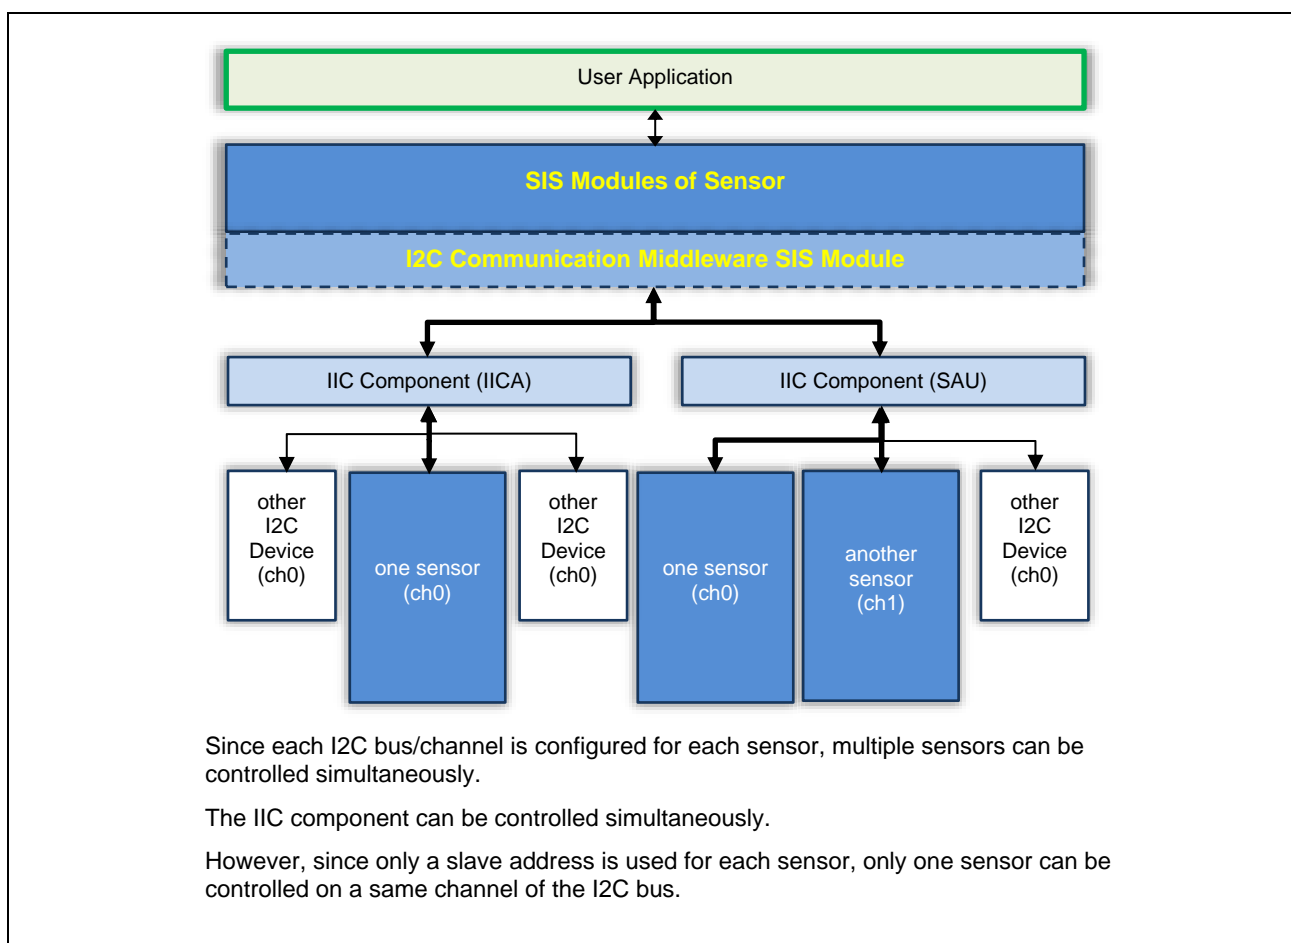 User Application
SIS Modules of Sensor
I2C Communication Middleware SIS Module
IIC Component (IICA)
IIC Component (SAU)
other
I2C
Device
(ch0)
one sensor
(ch0)
other
I2C
Device
(ch0)
one sensor
(ch0)
another
sensor
(ch1)
other
I2C
Device
(ch0)
Since each I2C bus/channel is configured for each sensor, multiple sensors can be
controlled simultaneously.
The IIC component can be controlled simultaneously.
However, since only a slave address is used for each sensor, only one sensor can be
controlled on a same channel of the I2C bus.